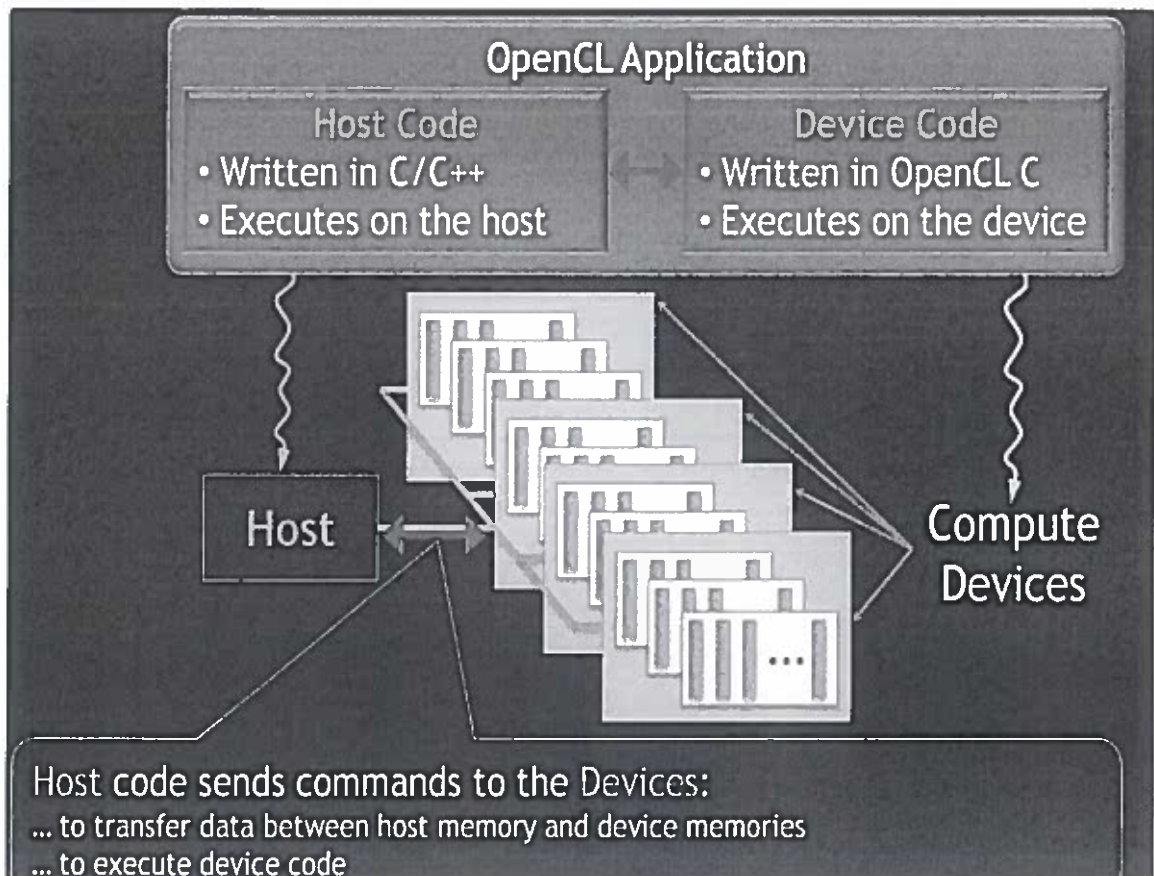 OpenCL Application
Host Code
• Written in C/C++
• Executes on the host
Device Code
• Written in OpenCL C
• Executes on the device
Host
Compute
Devices
...
Host code sends commands to the Devices:
... to transfer data between host memory and device memories
... to execute device code